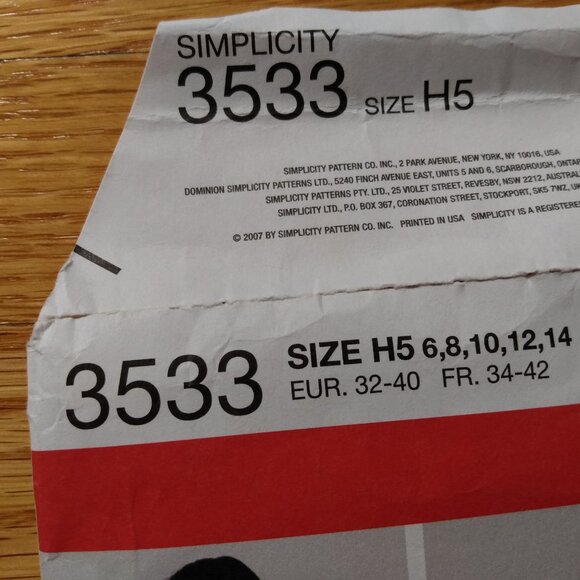 SIMPLICITY
3533 SIZE H5
SIMPLICITY PATTERN CO. INC., 2 PARK AVENUE, NEW YORK, NY 10016, USA
DOMINION SIMPLICITY PATTERNS LTD., 5240 FINCH AVENUE EAST, UNITS 5 AND 6, SCARBOROUGH, ONTAR
SIMPLICITY PATTERNS PTY. LTD., 25 VIOLET STREET, REVESBY, NSW 2212, AUSTRAL
SIMPLICITY LTD., P.O. BOX 367, CORONATION STREET, STOCKPORT, SK5 7WZ, UK
© 2007 BY SIMPLICITY PATTERN CO. INC. PRINTED IN USA SIMPLICITY IS A REGISTERE
3533 SIZE H5 6,8,10,12,14
EUR. 32-40 FR. 34-42